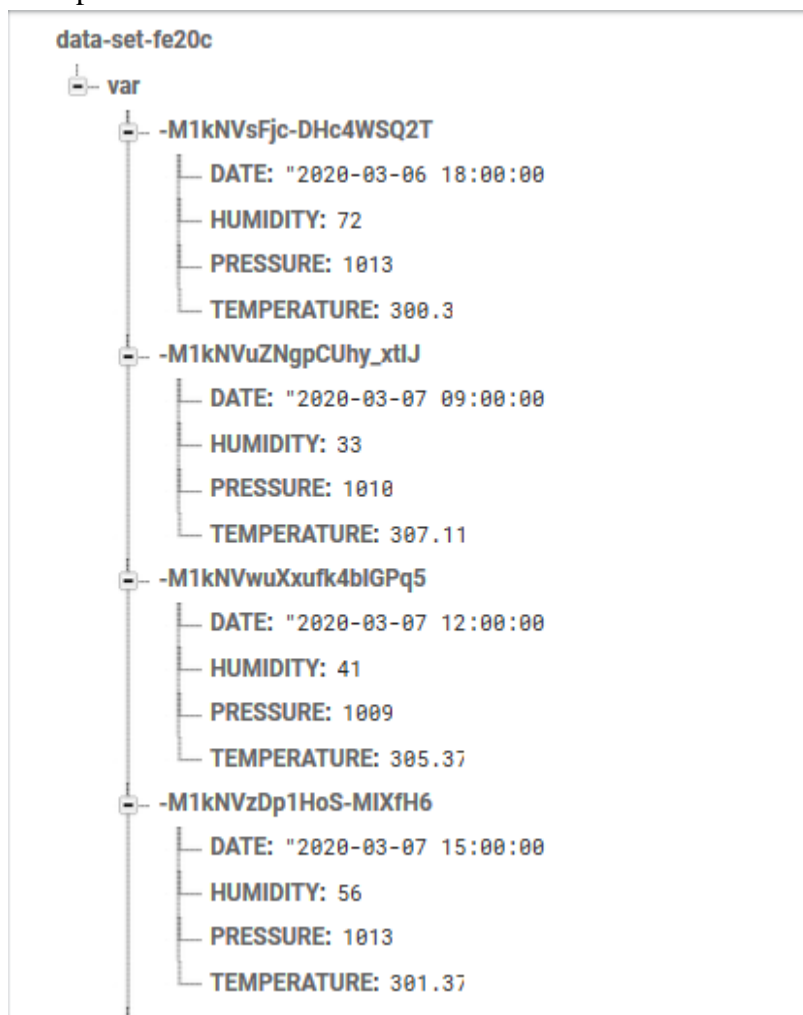 data-set-fe20c
var
-M1kNVsFjc-DHc4WSQ2T
DATE: "2020-03-06 18:00:00
HUMIDITY: 72
PRESSURE: 1013
TEMPERATURE: 300.3
-M1kNVuZNgpCUhy_xtIJ
DATE: "2020-03-07 09:00:00
HUMIDITY: 33
PRESSURE: 1010
TEMPERATURE: 307.11
-M1kNVwuXxufk4bIGPq5
DATE: "2020-03-07 12:00:00
HUMIDITY: 41
PRESSURE: 1009
TEMPERATURE: 305.37
-M1kNVzDp1HoS-MIXfH6
DATE: "2020-03-07 15:00:00
HUMIDITY: 56
PRESSURE: 1013
TEMPERATURE: 301.37